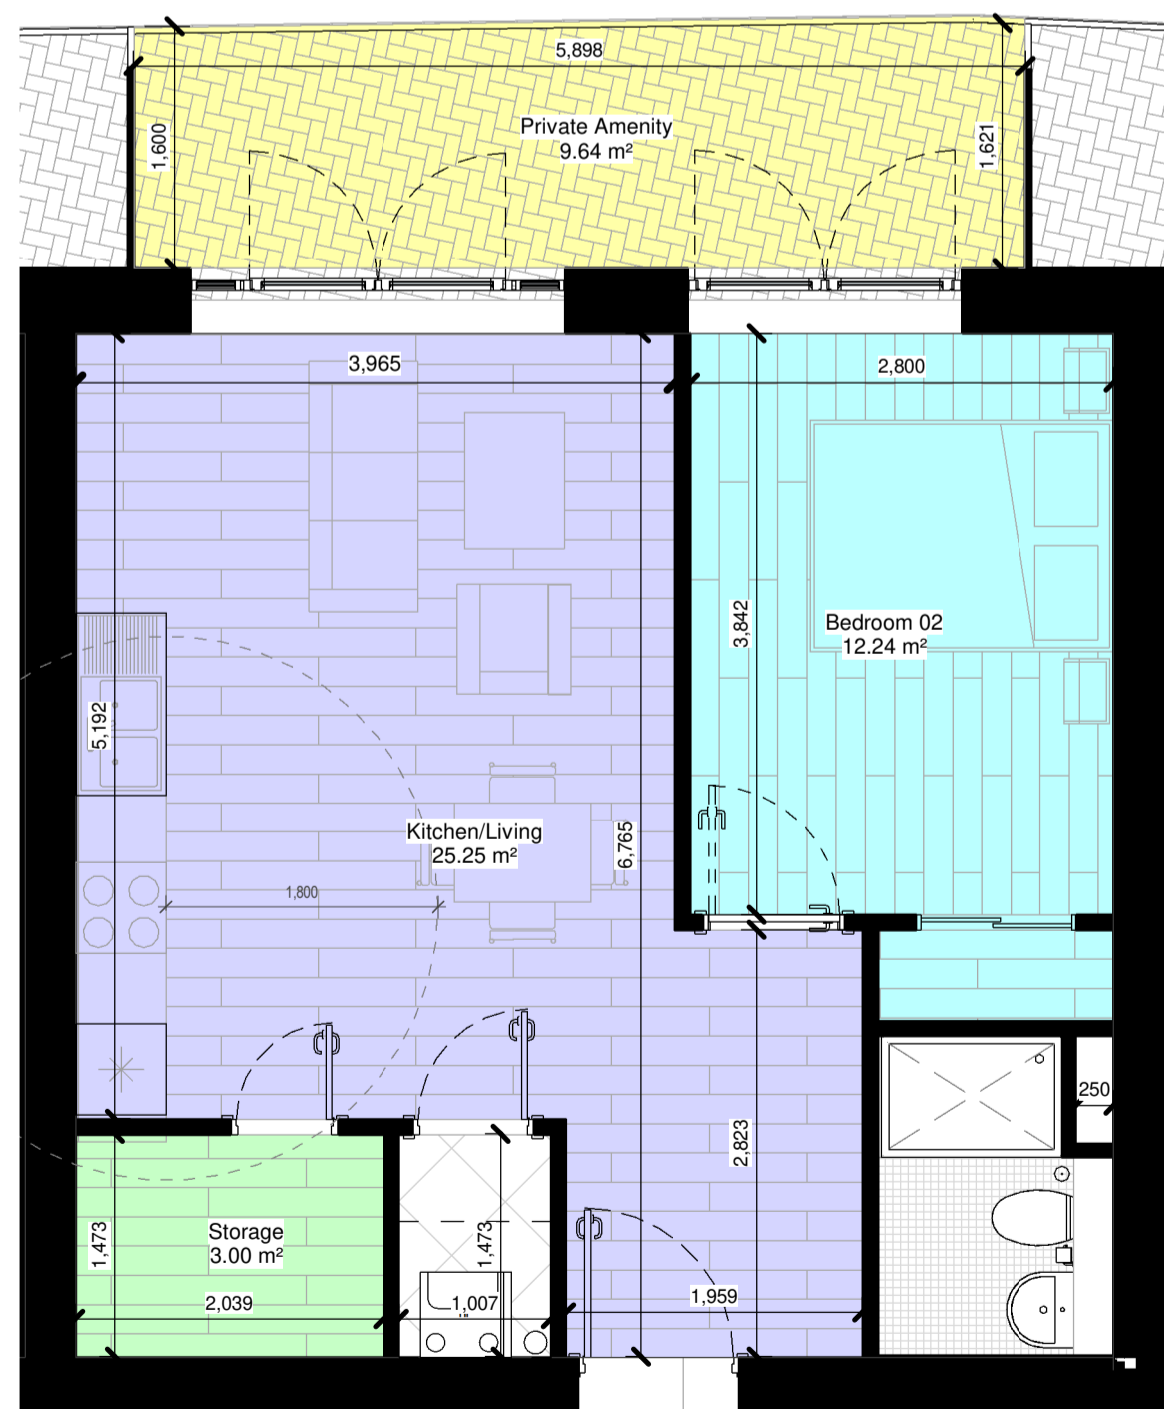 5,898
1,600
Private Amenity
9.64 m²
1,621
3,965
2,800
3,842
Bedroom 02
12.24 m²
5,192
Kitchen/Living
25.25 m²
6,765
1,800
250
2,823
1,473
Storage
3.00 m²
1,473
2,039
1,007
1,959